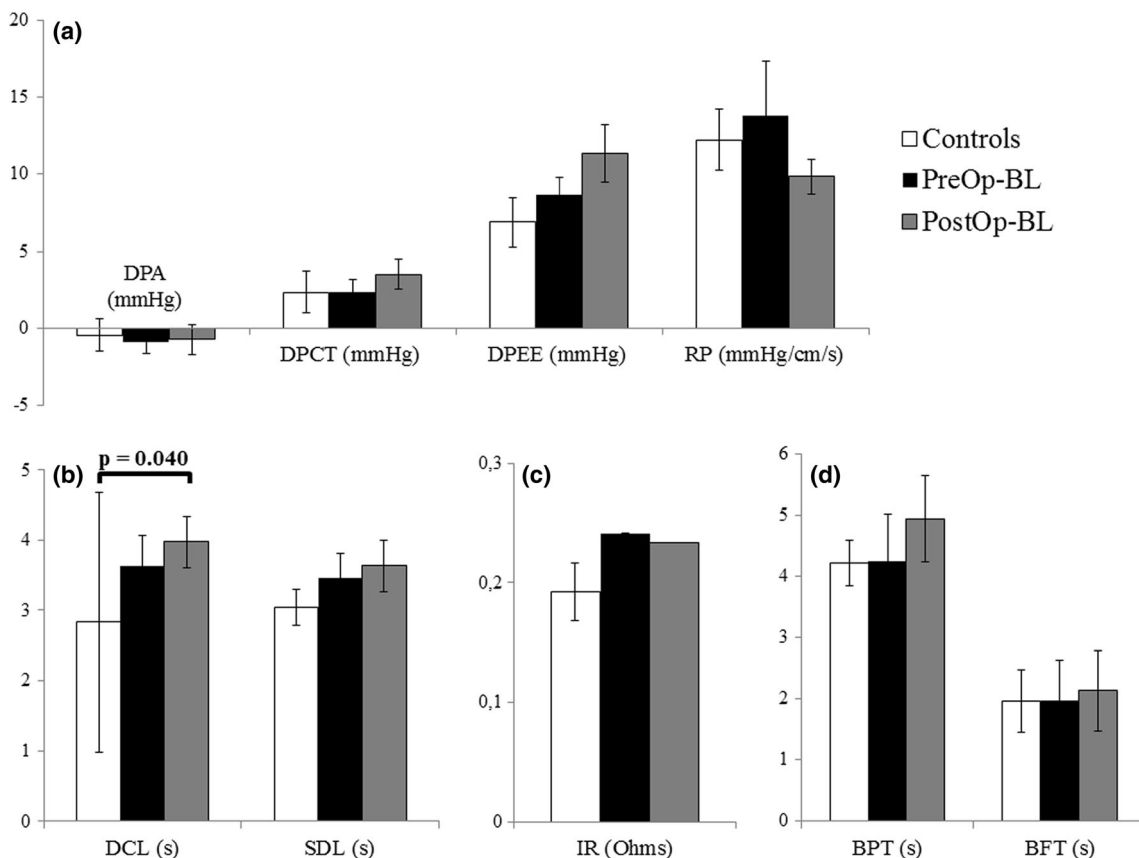 (a)
20
15
10
5
0
-5
DPA
(mmHg)
DPCT (mmHg)
DPEE (mmHg)
RP (mmHg/cm/s)
Controls
PreOp-BL
PostOp-BL
(b)
p = 0.040
5
4
3
2
1
0
DCL (s)
SDL (s)
(c)
0,3
0,2
0,1
0
IR (Ohms)
(d)
6
5
4
3
2
1
0
BPT (s)
BFT (s)